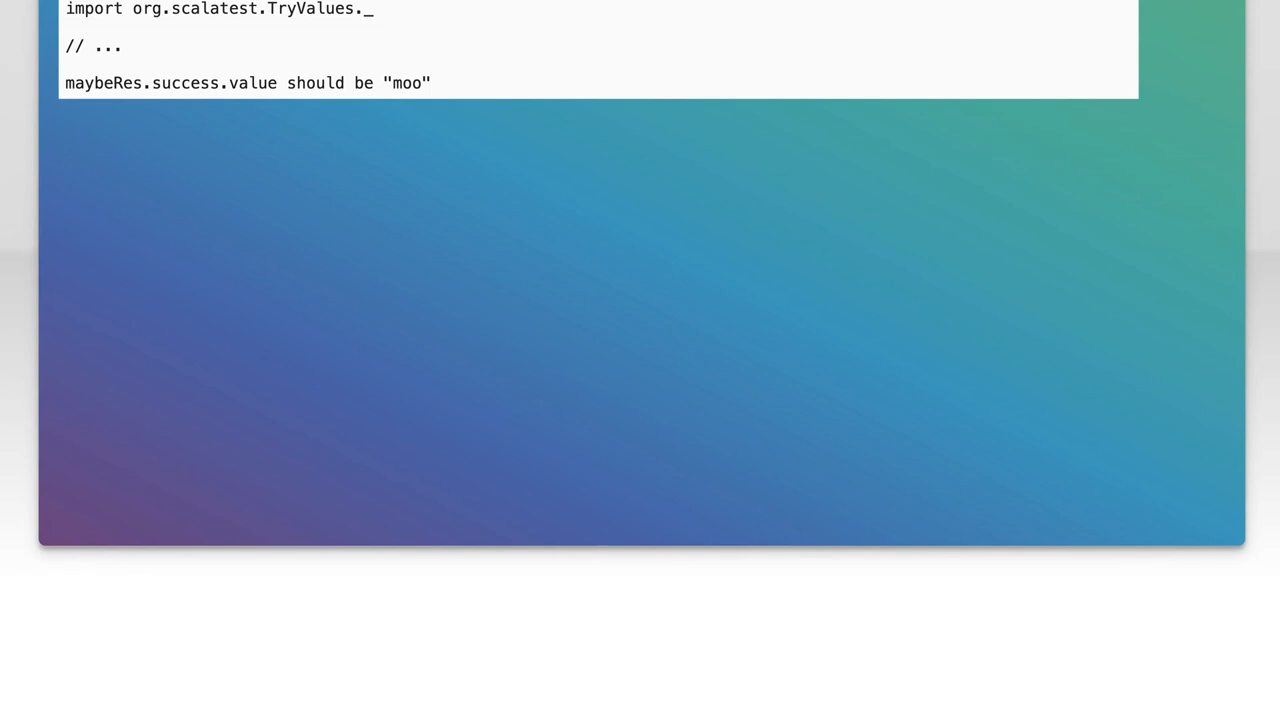 import org.scalatest.TryValues._
// ...
maybeRes.success.value should be "moo"